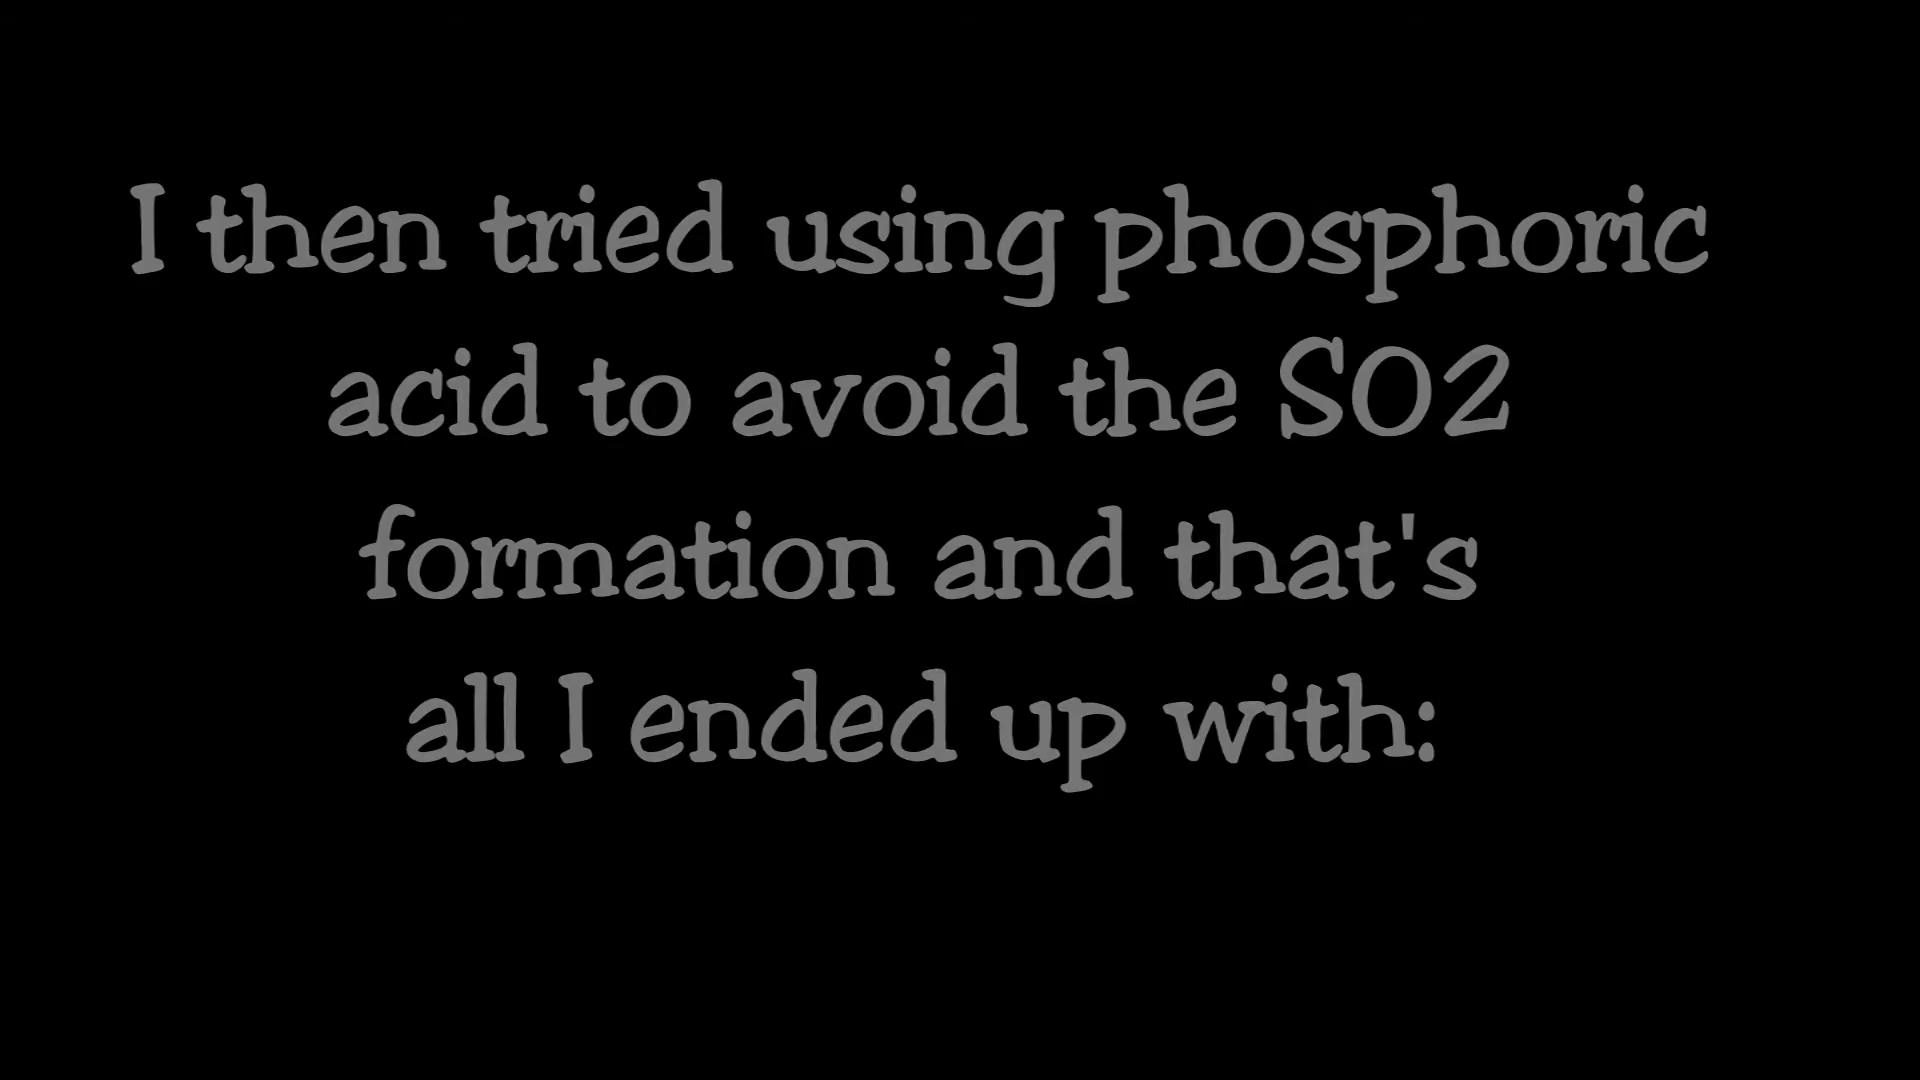 I then tried using phosphoric
acid to avoid the SO2
formation and that's
all I ended up with: